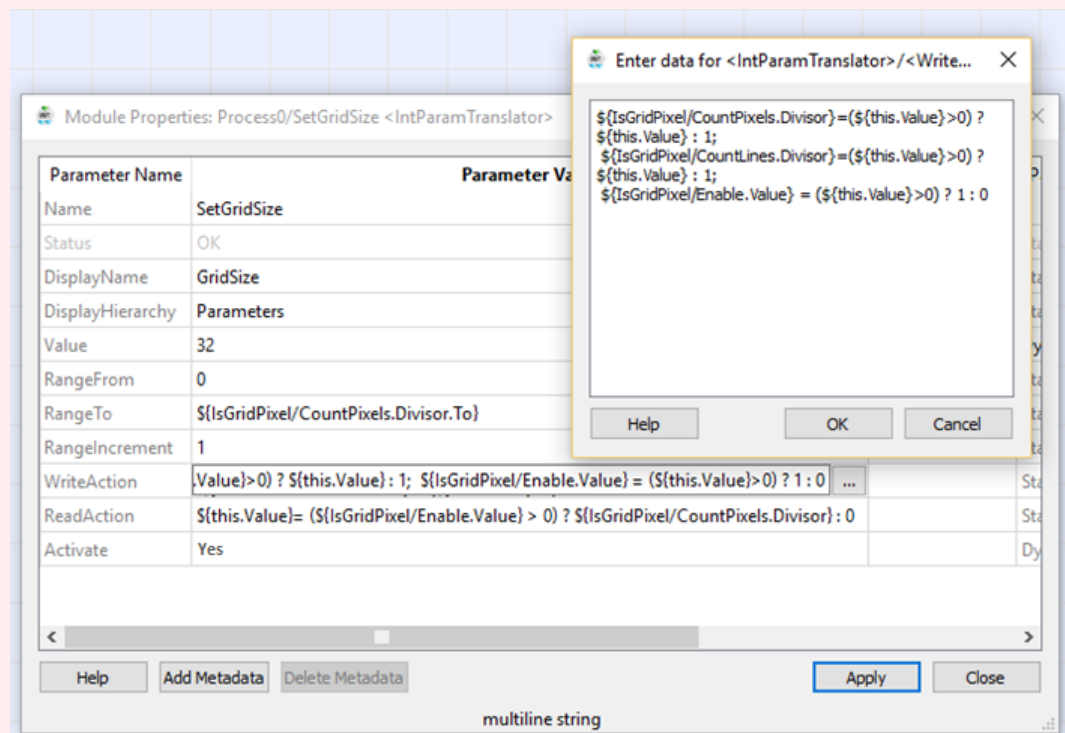 Enter data for <IntParamTranslator>/<Write...
${IsGridPixel/CountPixels.Divisor}=(${this.Value}>0) ?
${this.Value} : 1;
${IsGridPixel/CountLines.Divisor}=(${this.Value}>0) ?
${this.Value} : 1;
${IsGridPixel/Enable.Value} = (${this.Value}>0) ? 1 : 0
Help OK Cancel
Module Properties: Process0/SetGridSize <IntParamTranslator>
Parameter Name Parameter Va
Name SetGridSize
Status OK
DisplayName GridSize
DisplayHierarchy Parameters
Value 32
RangeFrom 0
RangeTo ${IsGridPixel/CountPixels.Divisor.To}
RangeIncrement 1
WriteAction .Value}>0) ? ${this.Value} : 1; ${IsGridPixel/Enable.Value} = (${this.Value}>0) ? 1 : 0 ... Sta
ReadAction ${this.Value}= (${IsGridPixel/Enable.Value} > 0) ? ${IsGridPixel/CountPixels.Divisor} : 0 Sta
Activate Yes Dy
Help Add Metadata Delete Metadata Apply Close
multiline string